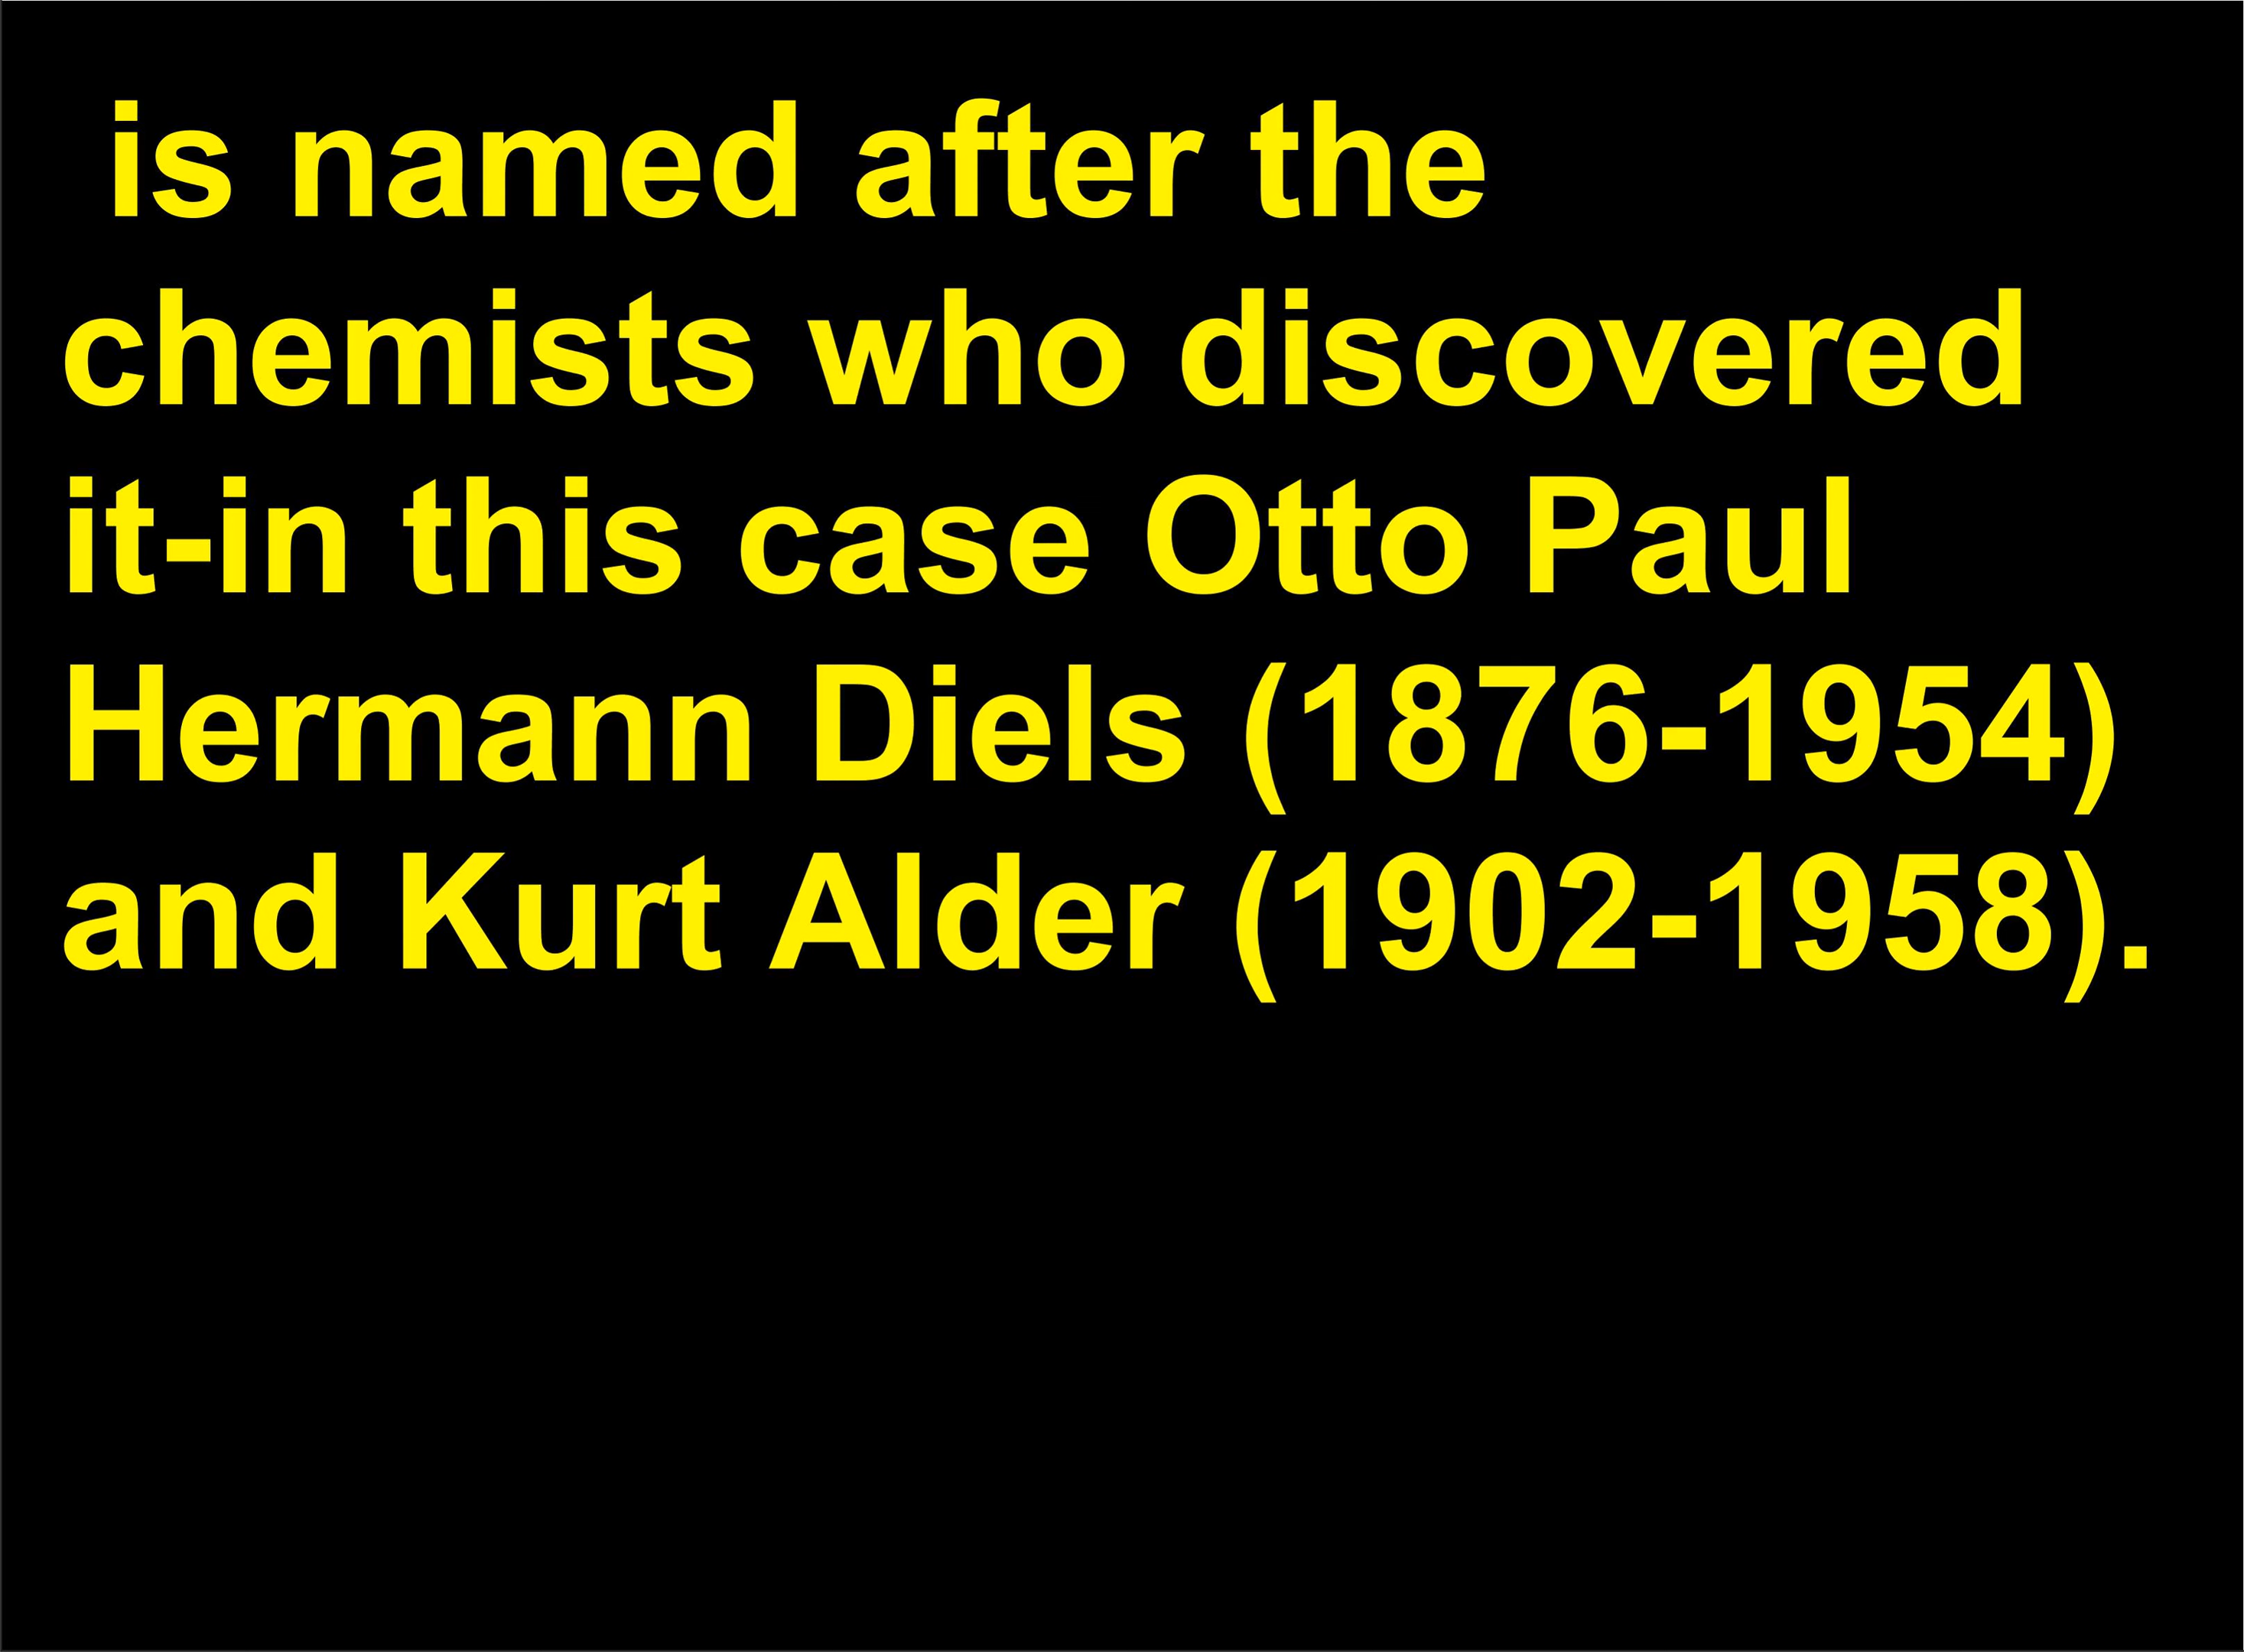 is named after the
chemists who discovered
it-in this case Otto Paul
Hermann Diels (1876-1954)
and Kurt Alder (1902-1958).